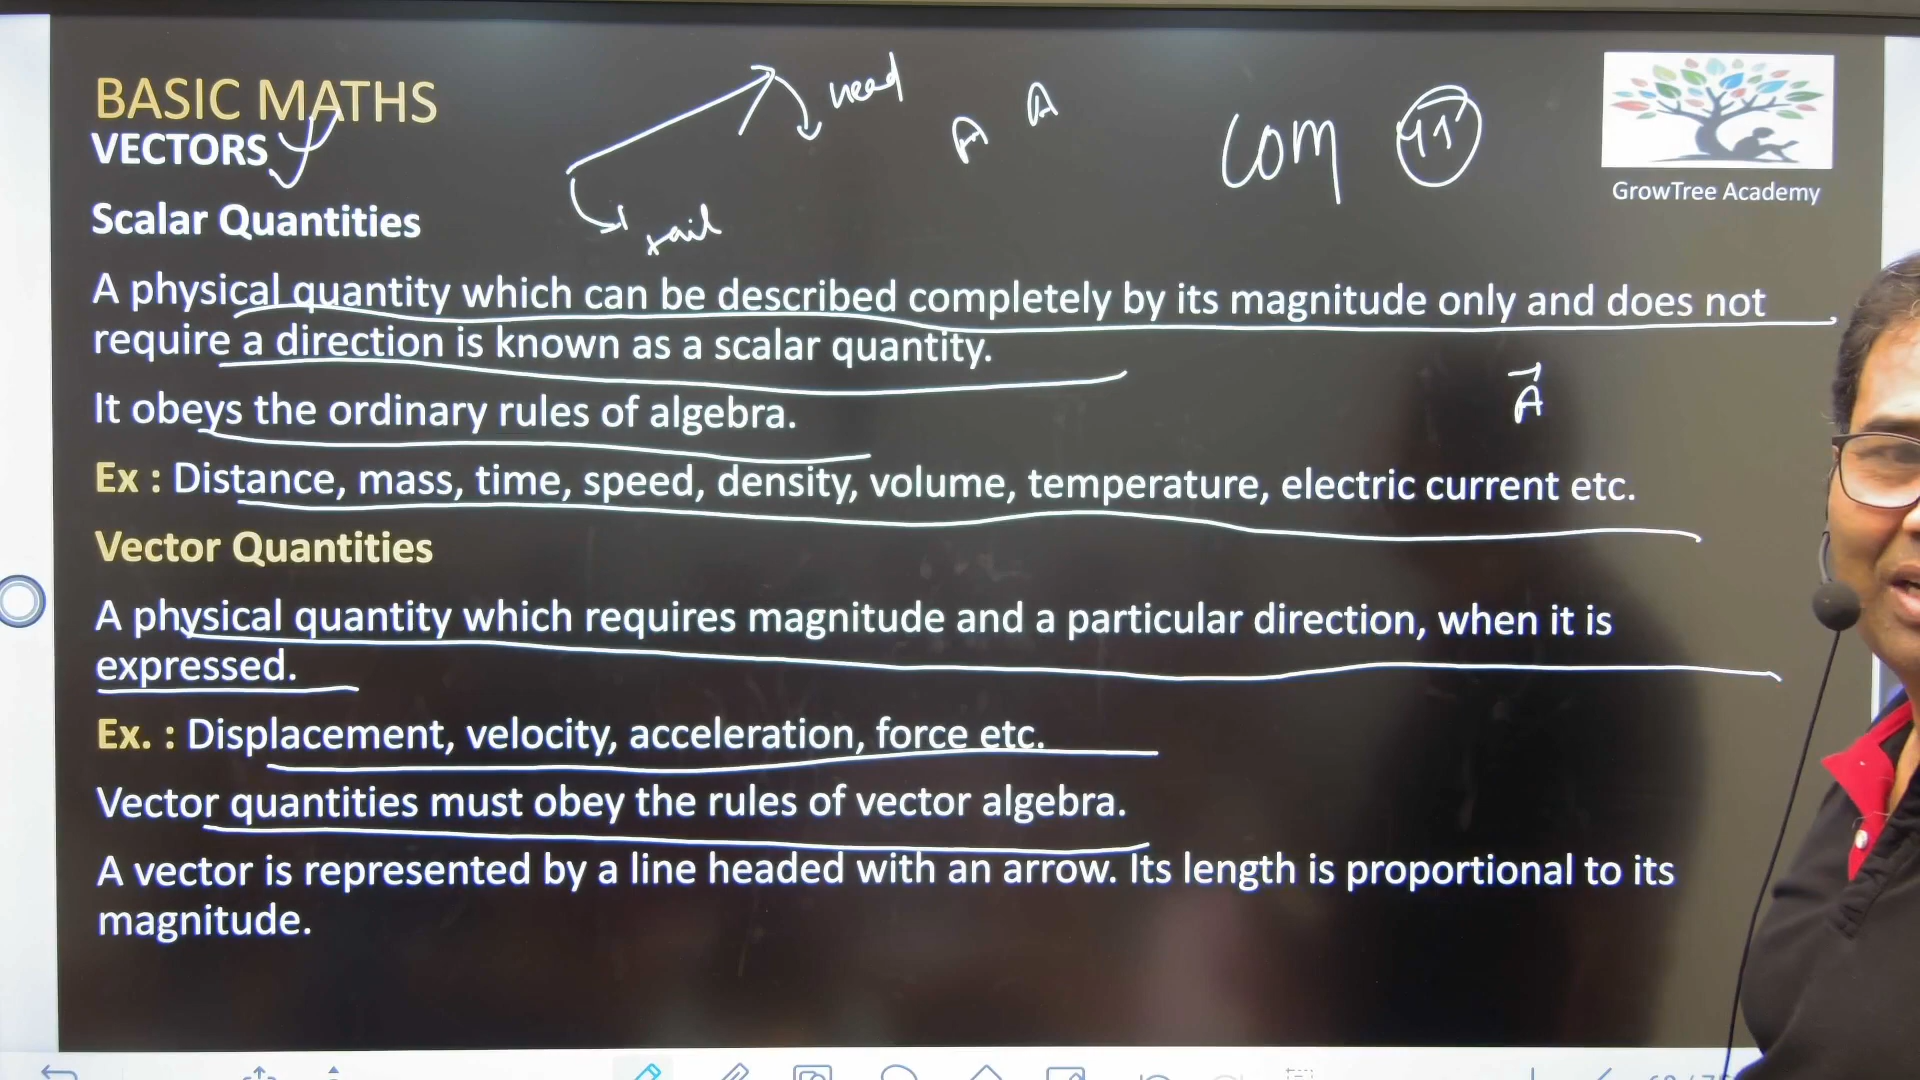 BASIC MATHS
VECTORS
head
A A
COM
tail
GrowTree Academy
Scalar Quantities
A physical quantity which can be described completely by its magnitude only and does not
require a direction is known as a scalar quantity.
A
It obeys the ordinary rules of algebra.
Ex : Distance, mass, time, speed, density, volume, temperature, electric current etc.
Vector Quantities
A physical quantity which requires magnitude and a particular direction, when it is
expressed.
Ex. : Displacement, velocity, acceleration, force etc.
Vector quantities must obey the rules of vector algebra.
A vector is represented by a line headed with an arrow. Its length is proportional to its
magnitude.